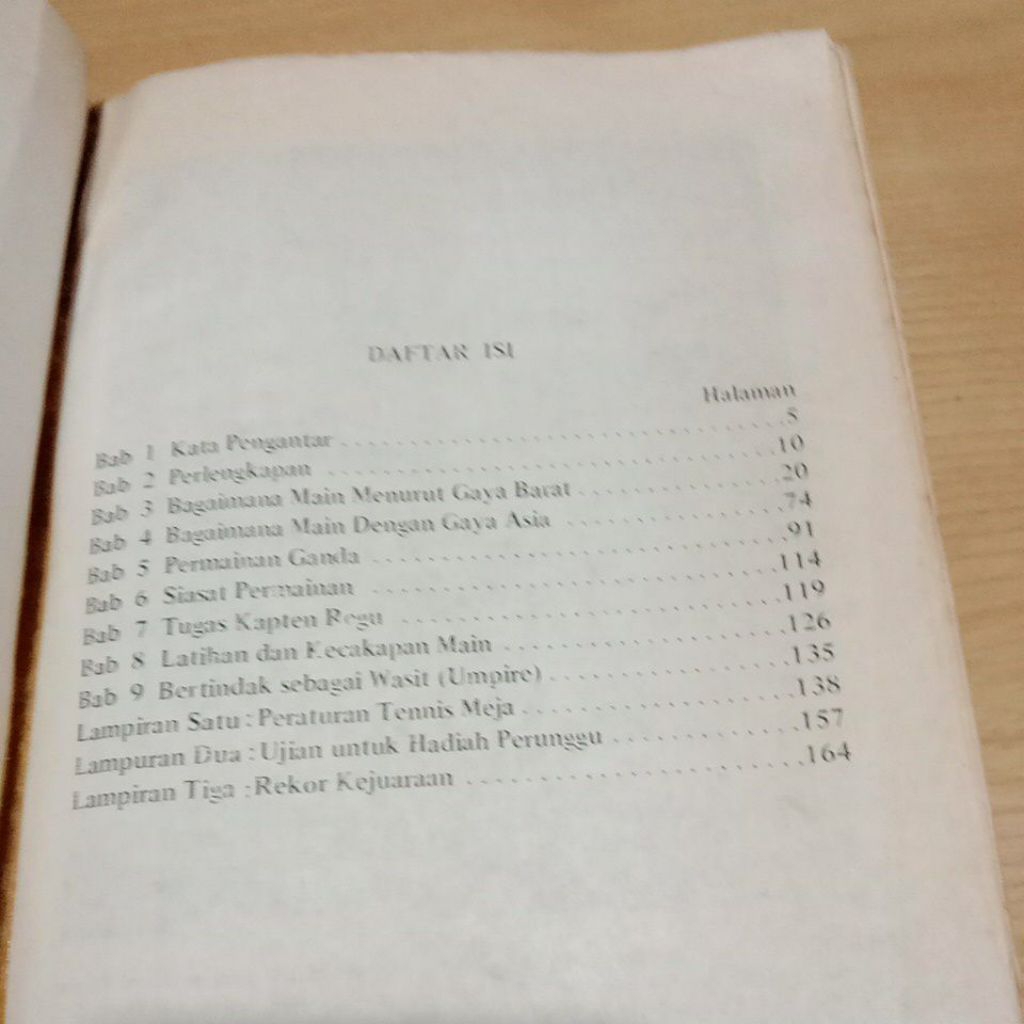 DAFTAR ISI
Halaman
Bab 1 Kata Pengantar . . . . . . . . . . . . . . . . . . . . . . . . . . . . . . . 5
Bab 2 Perlengkapan . . . . . . . . . . . . . . . . . . . . . . . . . . . . . . . 10
Bab 3 Bagaimana Main Menurut Gaya Barat . . . . . . . . . . . . . . 20
Bab 4 Bagaimana Main Dengan Gaya Asia . . . . . . . . . . . . . . . 74
Bab 5 Permainan Ganda . . . . . . . . . . . . . . . . . . . . . . . . . . . . 91
Bab 6 Siasat Permainan . . . . . . . . . . . . . . . . . . . . . . . . . . . . 114
Bab 7 Tugas Kapten Regu . . . . . . . . . . . . . . . . . . . . . . . . . . 119
Bab 8 Latihan dan Kecakapan Main . . . . . . . . . . . . . . . . . . . 126
Bab 9 Bertindak sebagai Wasit (Umpire) . . . . . . . . . . . . . . . . 135
Lampiran Satu : Peraturan Tennis Meja . . . . . . . . . . . . . . . . . . 138
Lampuran Dua : Ujian untuk Hadiah Perunggu . . . . . . . . . . . . . 157
Lampiran Tiga : Rekor Kejuaraan . . . . . . . . . . . . . . . . . . . . . . 164